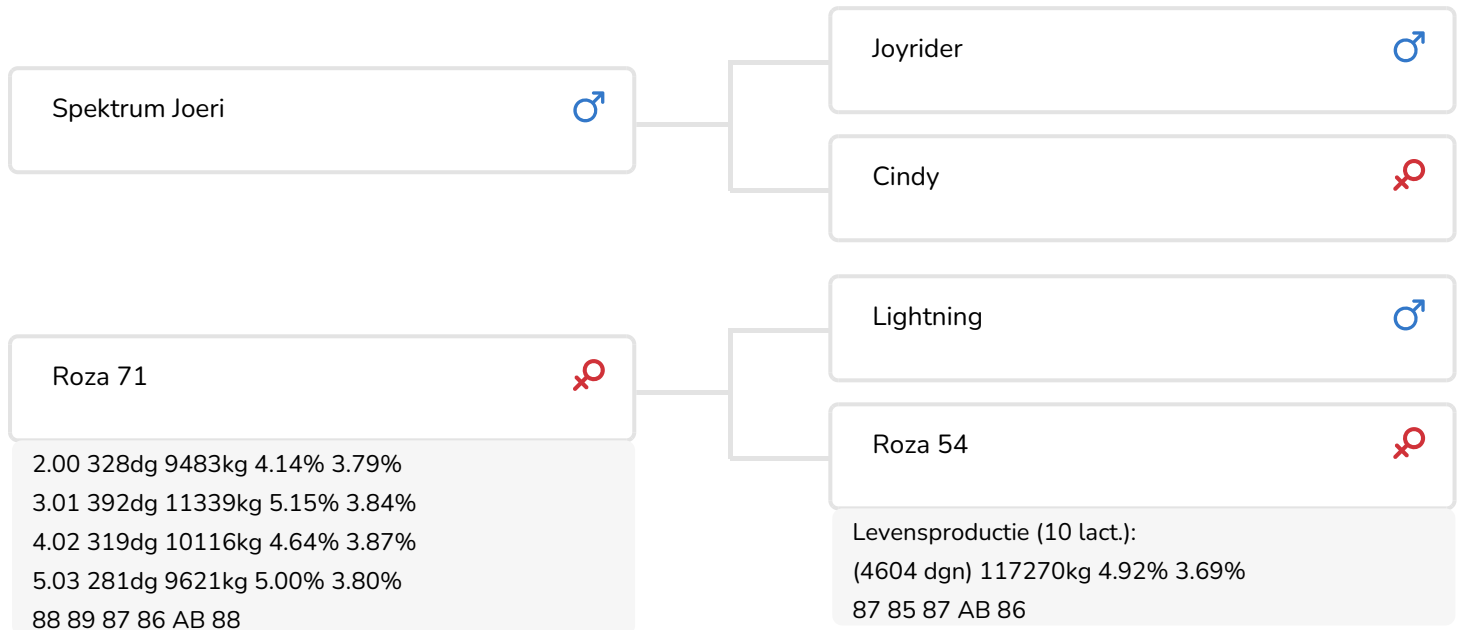 Joyrider
Spektrum Joeri
Cindy
Lightning
Roza 71
2.00 328dg 9483kg 4.14% 3.79%
3.01 392dg 11339kg 5.15% 3.84%
4.02 319dg 10116kg 4.64% 3.87%
5.03 281dg 9621kg 5.00% 3.80%
88 89 87 86 AB 88
Roza 54
Levensproductie (10 lact.):
(4604 dgn) 117270kg 4.92% 3.69%
87 85 87 AB 86